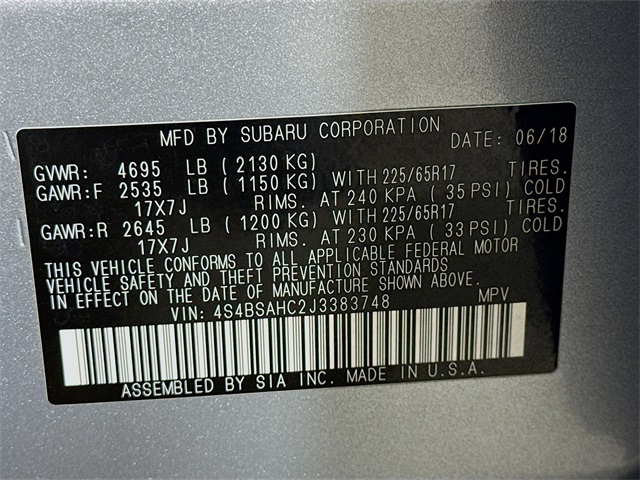 MFD BY SUBARU CORPORATION DATE: 06/18
GVWR: 4695 LB (2130 KG)
GAWR:F 2535 LB (1150 KG) WITH 225/65R17 TIRES.
17X7J RIMS. AT 240 KPA (35 PSI) COLD
GAWR:R 2645 LB (1200 KG) WITH 225/65R17 TIRES.
17X7J RIMS. AT 230 KPA (33 PSI) COLD
THIS VEHICLE CONFORMS TO ALL APPLICABLE FEDERAL MOTOR
VEHICLE SAFETY AND THEFT PREVENTION STANDARDS
IN EFFECT ON THE DATE OF MANUFACTURE SHOWN ABOVE.
VIN: 4S4BSAHC2J3383748 MPV
ASSEMBLED BY SIA INC. MADE IN U.S.A.